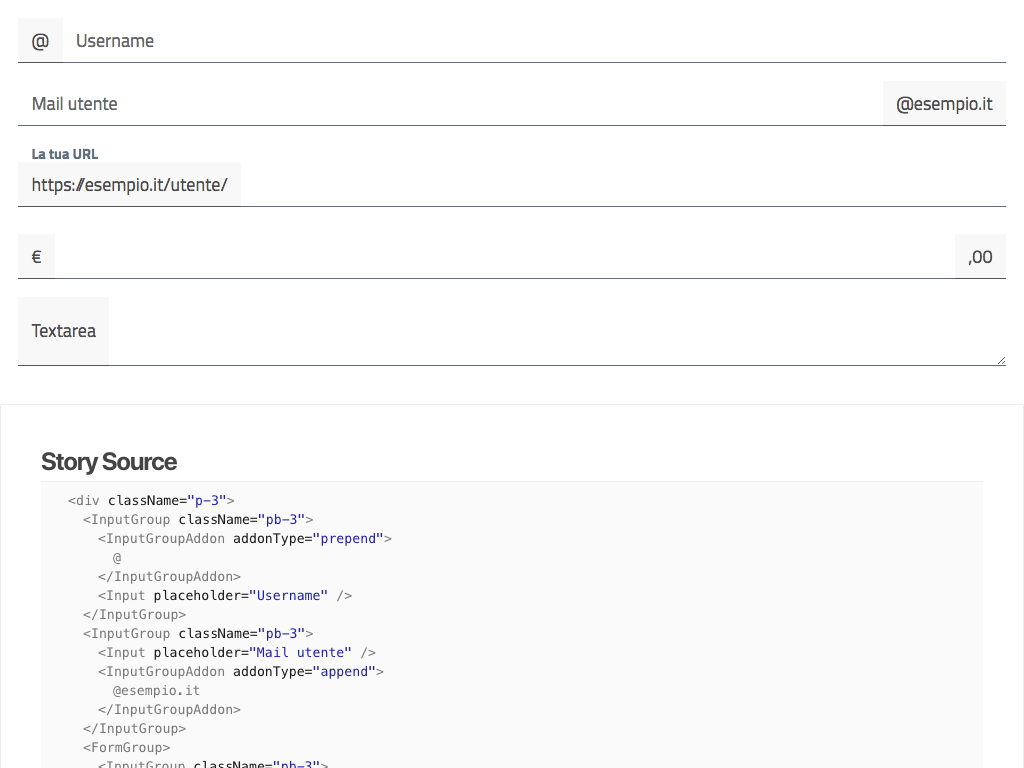 @ Username
Mail utente @esempio.it
La tua URL
https://esempio.it/utente/
€ ,00
Textarea
Story Source
<div className="p-3">
<InputGroup className="pb-3">
<InputGroupAddon addonType="prepend">
@
</InputGroupAddon>
<Input placeholder="Username" />
</InputGroup>
<InputGroup className="pb-3">
<Input placeholder="Mail utente" />
<InputGroupAddon addonType="append">
@esempio.it
</InputGroupAddon>
</InputGroup>
<FormGroup>
<InputGroup className="pb-3">